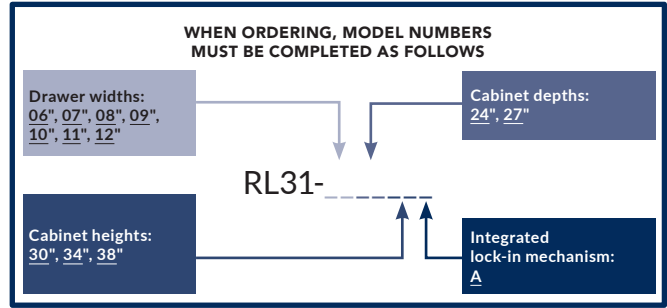 WHEN ORDERING, MODEL NUMBERS
MUST BE COMPLETED AS FOLLOWS
Drawer widths:
06", 07", 08", 09",
10", 11", 12"
Cabinet depths:
24", 27"
RL31-_ _ _ _ _ _ _
Cabinet heights:
30", 34", 38"
Integrated
lock-in mechanism:
A